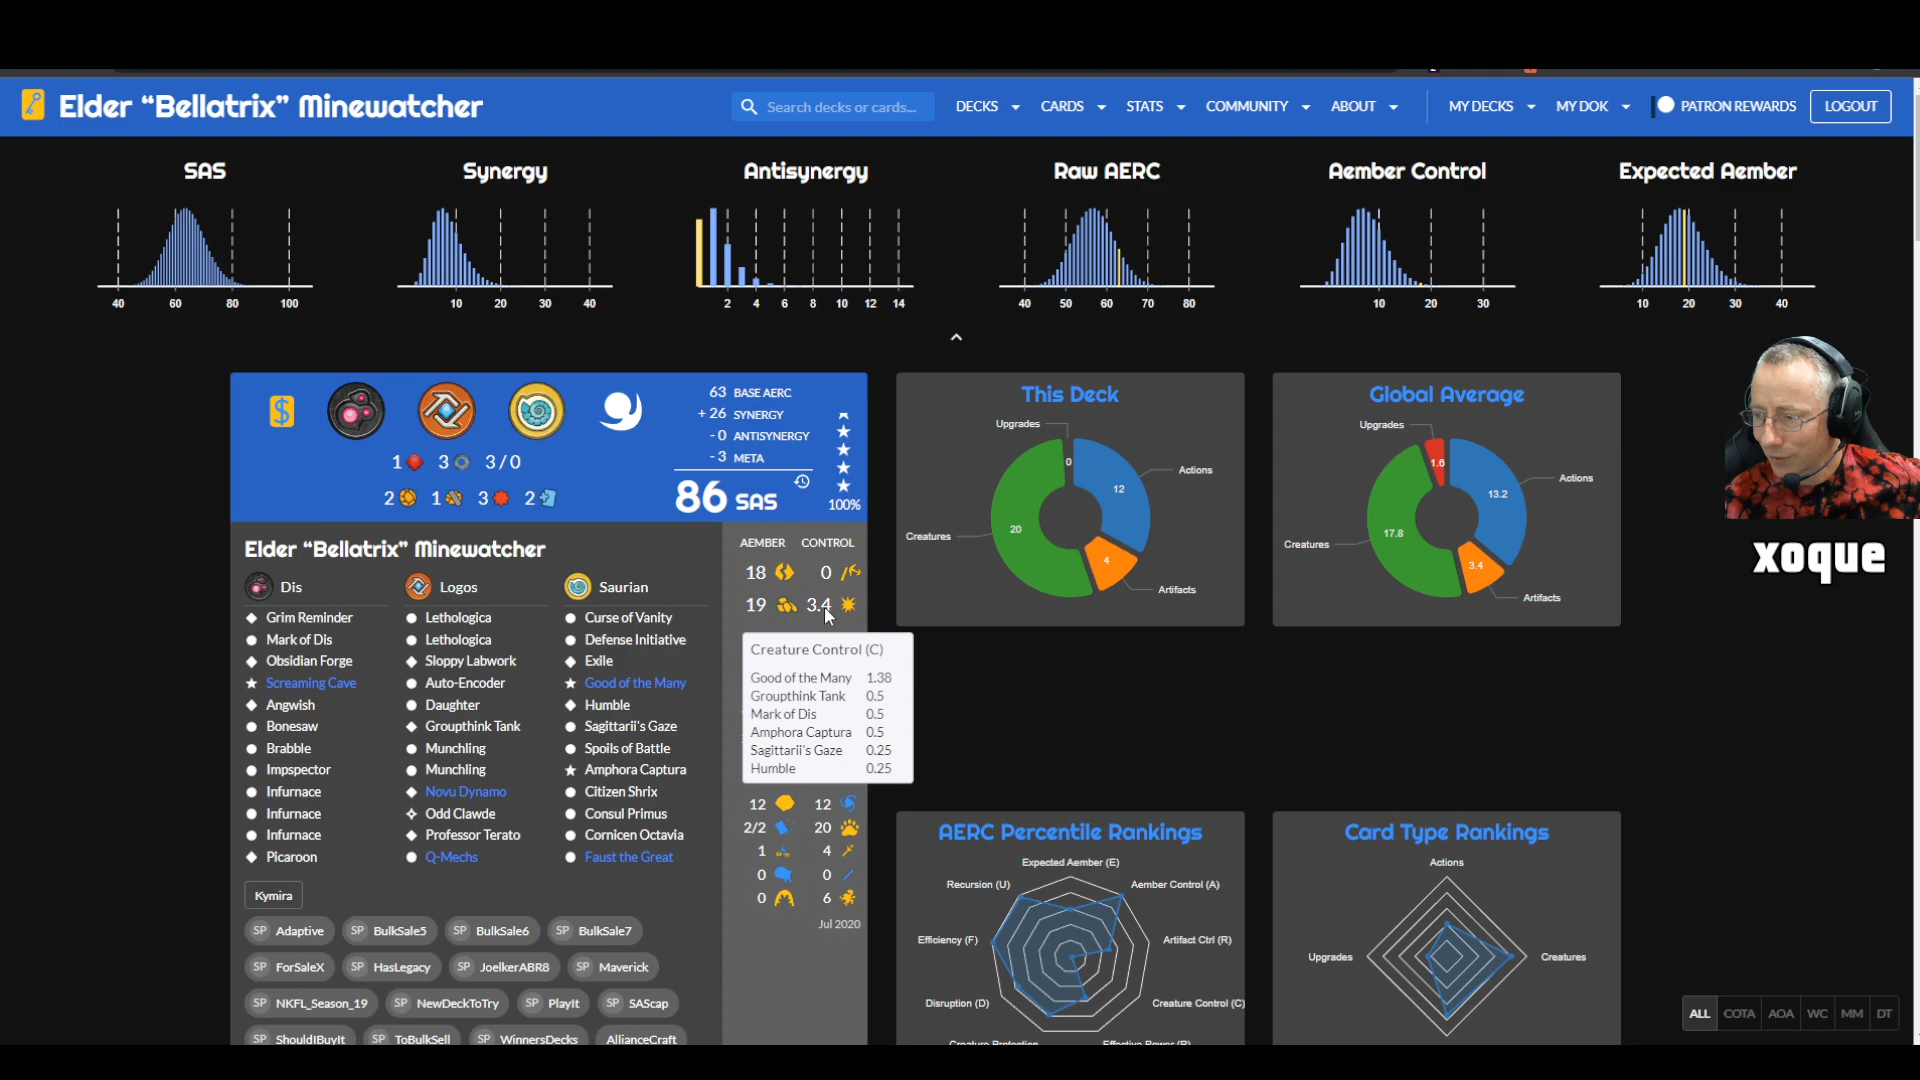 Elder “Bellatrix” Minewatcher
Search decks or cards...
DECKS
CARDS
STATS
COMMUNITY
ABOUT
MY DECKS
MY DOK
PATRON REWARDS
LOGOUT
SAS
Synergy
Antisynergy
Raw AERC
Aember Control
Expected Aember
40 60 80 100
10 20 30 40
2 4 6 8 10 12 14
40 50 60 70 80
10 20 30
10 20 30 40
1 3 3/0
2 1 3 2
63 BASE AERC
+ 26 SYNERGY
- 0 ANTISYNERGY
- 3 META
86 SAS
100%
Elder “Bellatrix” Minewatcher
Dis
Grim Reminder
Mark of Dis
Obsidian Forge
Screaming Cave
Angwish
Bonesaw
Brabble
Impspector
Infurnace
Infurnace
Infurnace
Picaroon
Logos
Lethologica
Lethologica
Sloppy Labwork
Auto-Encoder
Daughter
Groupthink Tank
Munchling
Munchling
Novu Dynamo
Odd Clawde
Professor Terato
Q-Mechs
Saurian
Curse of Vanity
Defense Initiative
Exile
Good of the Many
Humble
Sagittarii's Gaze
Spoils of Battle
Amphora Captura
Citizen Shrix
Consul Primus
Cornicen Octavia
Faust the Great
AEMBER CONTROL
18 0
19 3.4
Creature Control (C)
Good of the Many 1.38
Groupthink Tank 0.5
Mark of Dis 0.5
Amphora Captura 0.5
Sagittarii's Gaze 0.25
Humble 0.25
12 12
2/2 20
1 4
0 0
0 6
Jul 2020
Kymira
SP Adaptive
SP BulkSale5
SP BulkSale6
SP BulkSale7
SP ForSaleX
SP HasLegacy
SP JoelkerABR8
SP Maverick
SP NKFL_Season_19
SP NewDeckToTry
SP PlayIt
SP SAScap
SP ShouldIBuyIt
SP ToBulkSell
SP WinnersDecks
AllianceCraft
This Deck
Upgrades
0
Actions
12
Creatures
20
4
Artifacts
Global Average
Upgrades
1.6
Actions
13.2
Creatures
17.8
3.4
Artifacts
AERC Percentile Rankings
Expected Aember (E)
Recursion (U)
Aember Control (A)
Efficiency (F)
Artifact Ctrl (R)
Disruption (D)
Creature Control (C)
Creature Protection
Effective Power (P)
Card Type Rankings
Actions
Upgrades
Creatures
xoque
ALL COTA AOA WC MM DT